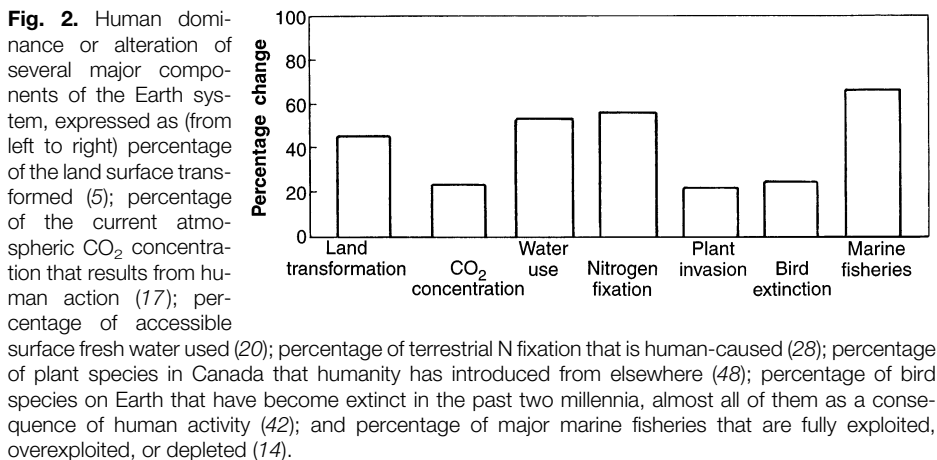 Fig. 2. Human domi-
nance or alteration of
several major compo-
nents of the Earth sys-
tem, expressed as (from
left to right) percentage
of the land surface trans-
formed (5); percentage
of the current atmo-
spheric CO₂ concentra-
tion that results from hu-
man action (17); per-
centage of accessible
surface fresh water used (20); percentage of terrestrial N fixation that is human-caused (28); percentage
of plant species in Canada that humanity has introduced from elsewhere (48); percentage of bird
species on Earth that have become extinct in the past two millennia, almost all of them as a conse-
quence of human activity (42); and percentage of major marine fisheries that are fully exploited,
overexploited, or depleted (14).
Percentage change
100
80
60
40
20
0
Land
transformation
CO₂
concentration
Water
use
Nitrogen
fixation
Plant
invasion
Bird
extinction
Marine
fisheries